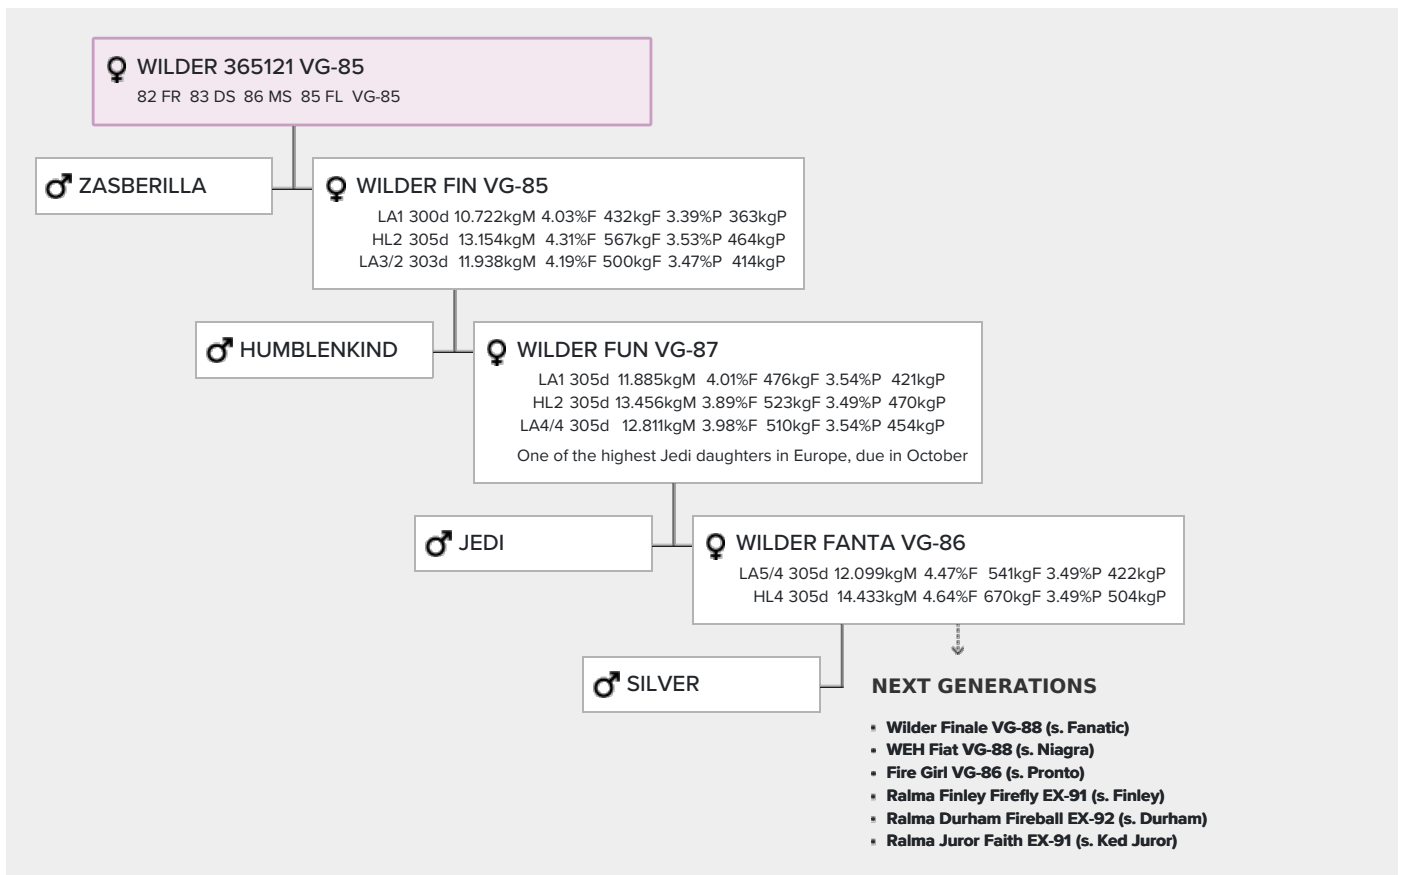 WILDER 365121 VG-85
82 FR 83 DS 86 MS 85 FL VG-85
ZASBERILLA
WILDER FIN VG-85
LA1 300d 10.722kgM 4.03%F 432kgF 3.39%P 363kgP
HL2 305d 13.154kgM 4.31%F 567kgF 3.53%P 464kgP
LA3/2 303d 11.938kgM 4.19%F 500kgF 3.47%P 414kgP
HUMBLENKIND
WILDER FUN VG-87
LA1 305d 11.885kgM 4.01%F 476kgF 3.54%P 421kgP
HL2 305d 13.456kgM 3.89%F 523kgF 3.49%P 470kgP
LA4/4 305d 12.811kgM 3.98%F 510kgF 3.54%P 454kgP
One of the highest Jedi daughters in Europe, due in October
JEDI
WILDER FANTA VG-86
LA5/4 305d 12.099kgM 4.47%F 541kgF 3.49%P 422kgP
HL4 305d 14.433kgM 4.64%F 670kgF 3.49%P 504kgP
SILVER
NEXT GENERATIONS
Wilder Finale VG-88 (s. Fanatic)
WEH Fiat VG-88 (s. Niagra)
Fire Girl VG-86 (s. Pronto)
Ralma Finley Firefly EX-91 (s. Finley)
Ralma Durham Fireball EX-92 (s. Durham)
Ralma Juror Faith EX-91 (s. Ked Juror)